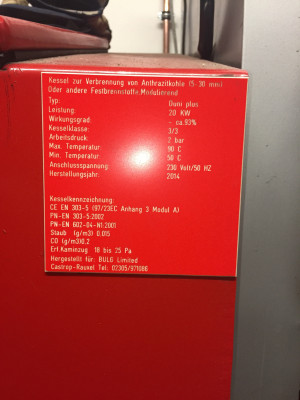 Kessel zur Verbrennung von Anthrazitkohle (5-30 mm)
Oder andere Festbrennstoffe,Modulierend
Typ: Duni plus
Leistung: 20 KW
Wirkungsgrad: - ca.93%
Kesselklasse: 3/3
Arbeitsdruck: 2 bar
Max. Temperatur: 90 C
Min. Temperatur 50 C
Anschlussspannung: 230 Volt/50 HZ
Herstellungsjahr: 2014
Kesselkennzeichnung:
CE EN 303-5 (97/23EC Anhang 3 Modul A)
PN-EN 303-5:2002
PN-EN 602-04-N1:2001
Staub (g/m3) 0.015
CO (g/m3)0.2
Erf.Kaminzug 18 bis 25 Pa
Hergestellt für: BULG Limited
Castrop-Rauxel Tel: 02305/971086